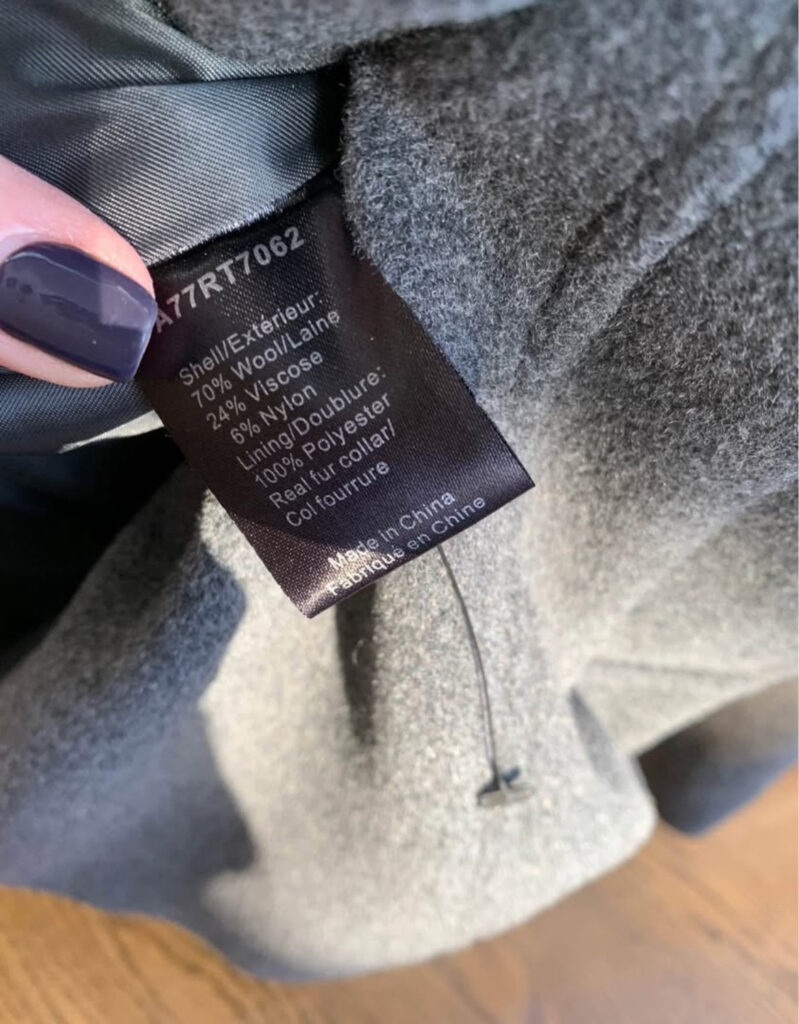 A77RT7062
Shell/Extérieur:
70% Wool/Laine
24% Viscose
6% Nylon
Lining/Doublure:
100% Polyester
Real fur collar/
Col fourrure
Made in China
Fabriqué en Chine